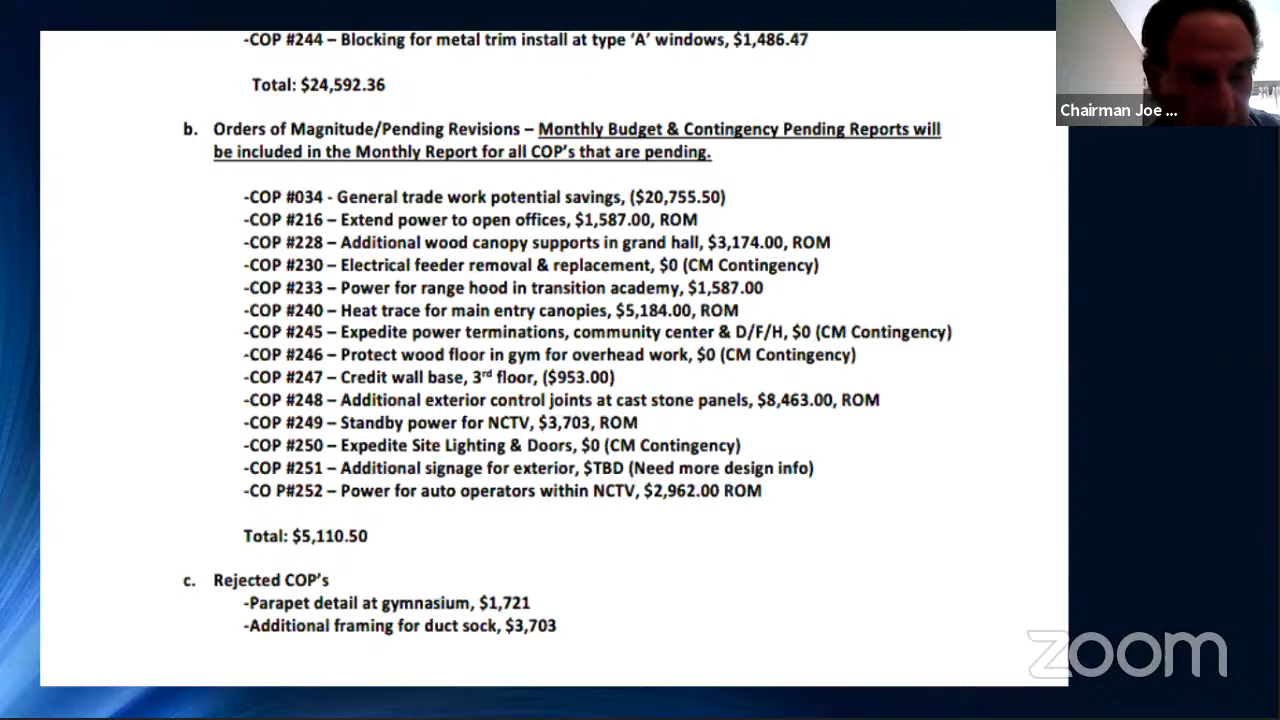 -COP #244 – Blocking for metal trim install at type ‘A’ windows, $1,486.47
Total: $24,592.36
b. Orders of Magnitude/Pending Revisions – Monthly Budget & Contingency Pending Reports will
be included in the Monthly Report for all COP's that are pending.
-COP #034 - General trade work potential savings, ($20,755.50)
-COP #216 – Extend power to open offices, $1,587.00, ROM
-COP #228 – Additional wood canopy supports in grand hall, $3,174.00, ROM
-COP #230 – Electrical feeder removal & replacement, $0 (CM Contingency)
-COP #233 – Power for range hood in transition academy, $1,587.00
-COP #240 – Heat trace for main entry canopies, $5,184.00, ROM
-COP #245 – Expedite power terminations, community center & D/F/H, $0 (CM Contingency)
-COP #246 – Protect wood floor in gym for overhead work, $0 (CM Contingency)
-COP #247 – Credit wall base, 3rd floor, ($953.00)
-COP #248 – Additional exterior control joints at cast stone panels, $8,463.00, ROM
-COP #249 – Standby power for NCTV, $3,703, ROM
-COP #250 – Expedite Site Lighting & Doors, $0 (CM Contingency)
-COP #251 – Additional signage for exterior, $TBD (Need more design info)
-CO P#252 – Power for auto operators within NCTV, $2,962.00 ROM
Total: $5,110.50
c. Rejected COP's
-Parapet detail at gymnasium, $1,721
-Additional framing for duct sock, $3,703
Chairman Joe ...
zoom